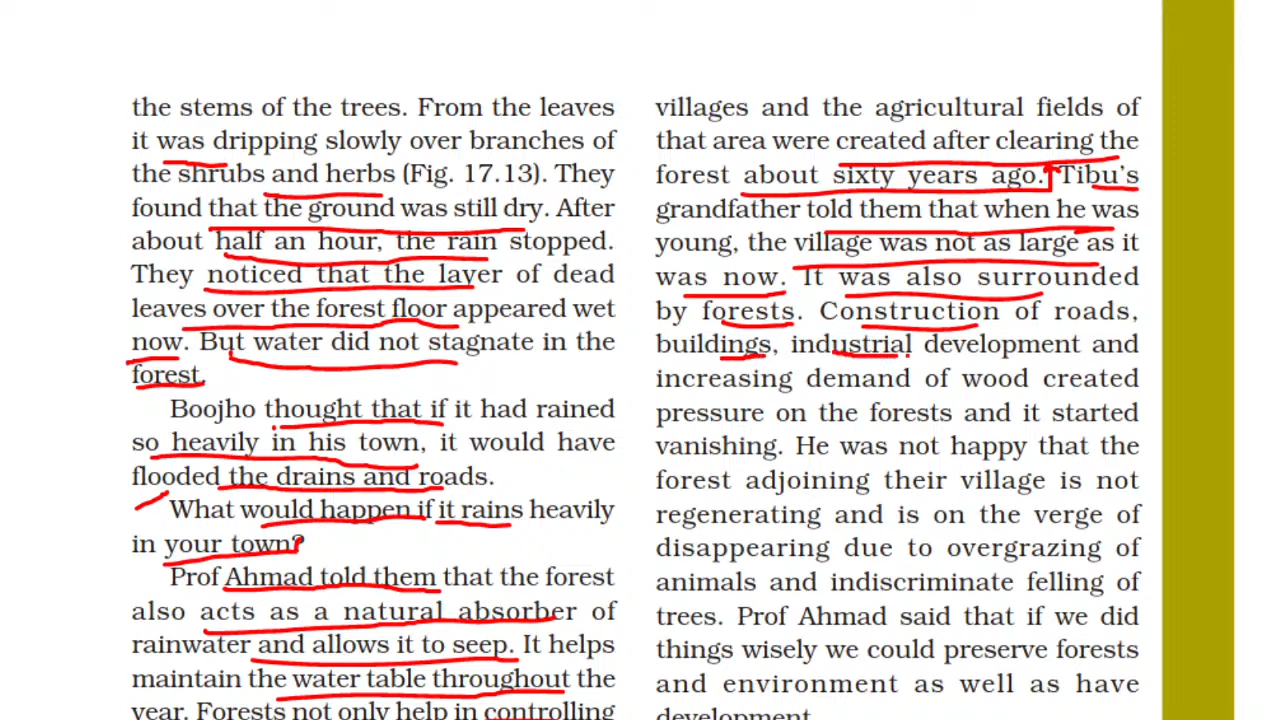 the stems of the trees. From the leaves
it was dripping slowly over branches of
the shrubs and herbs (Fig. 17.13). They
found that the ground was still dry. After
about half an hour, the rain stopped.
They noticed that the layer of dead
leaves over the forest floor appeared wet
now. But water did not stagnate in the
forest.
Boojho thought that if it had rained
so heavily in his town, it would have
flooded the drains and roads.
What would happen if it rains heavily
in your town?
Prof Ahmad told them that the forest
also acts as a natural absorber of
rainwater and allows it to seep. It helps
maintain the water table throughout the
year. Forests not only help in controlling
villages and the agricultural fields of
that area were created after clearing the
forest about sixty years ago. Tibu's
grandfather told them that when he was
young, the village was not as large as it
was now. It was also surrounded
by forests. Construction of roads,
buildings, industrial development and
increasing demand of wood created
pressure on the forests and it started
vanishing. He was not happy that the
forest adjoining their village is not
regenerating and is on the verge of
disappearing due to overgrazing of
animals and indiscriminate felling of
trees. Prof Ahmad said that if we did
things wisely we could preserve forests
and environment as well as have
development.